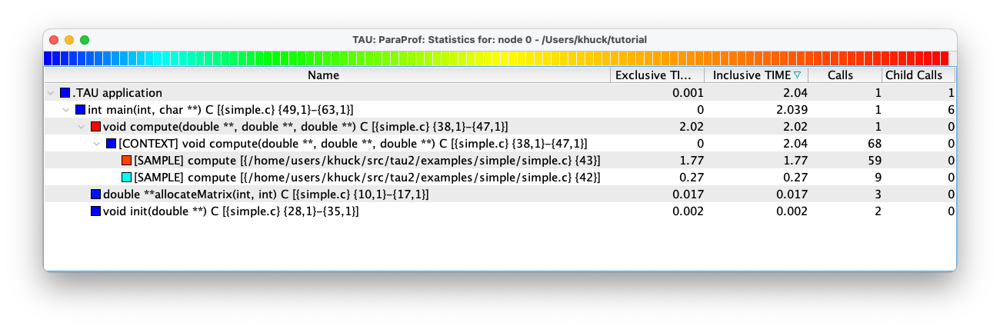 TAU: ParaProf: Statistics for: node 0 - /Users/khuck/tutorial
Name Exclusive TI... Inclusive TIME Calls Child Calls
.TAU application 0.001 2.04 1 1
int main(int, char **) C [{simple.c} {49,1}-{63,1}] 0 2.039 1 6
void compute(double **, double **, double **) C [{simple.c} {38,1}-{47,1}] 2.02 2.02 1 0
[CONTEXT] void compute(double **, double **, double **) C [{simple.c} {38,1}-{47,1}] 0 2.04 68 0
[SAMPLE] compute [{/home/users/khuck/src/tau2/examples/simple/simple.c} {43}] 1.77 1.77 59 0
[SAMPLE] compute [{/home/users/khuck/src/tau2/examples/simple/simple.c} {42}] 0.27 0.27 9 0
double **allocateMatrix(int, int) C [{simple.c} {10,1}-{17,1}] 0.017 0.017 3 0
void init(double **) C [{simple.c} {28,1}-{35,1}] 0.002 0.002 2 0